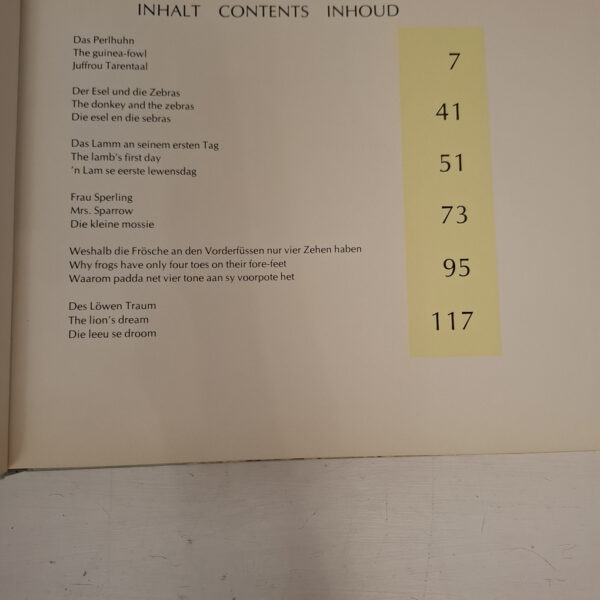 INHALT CONTENTS INHOUD
Das Perlhuhn
The guinea-fowl
Juffrou Tarentaal
7
Der Esel und die Zebras
The donkey and the zebras
Die esel en die sebras
41
Das Lamm an seinem ersten Tag
The lamb's first day
'n Lam se eerste lewensdag
51
Frau Sperling
Mrs. Sparrow
Die kleine mossie
73
Weshalb die Frösche an den Vorderfüssen nur vier Zehen haben
Why frogs have only four toes on their fore-feet
Waarom padda net vier tone aan sy voorpote het
95
Des Löwen Traum
The lion's dream
Die leeu se droom
117